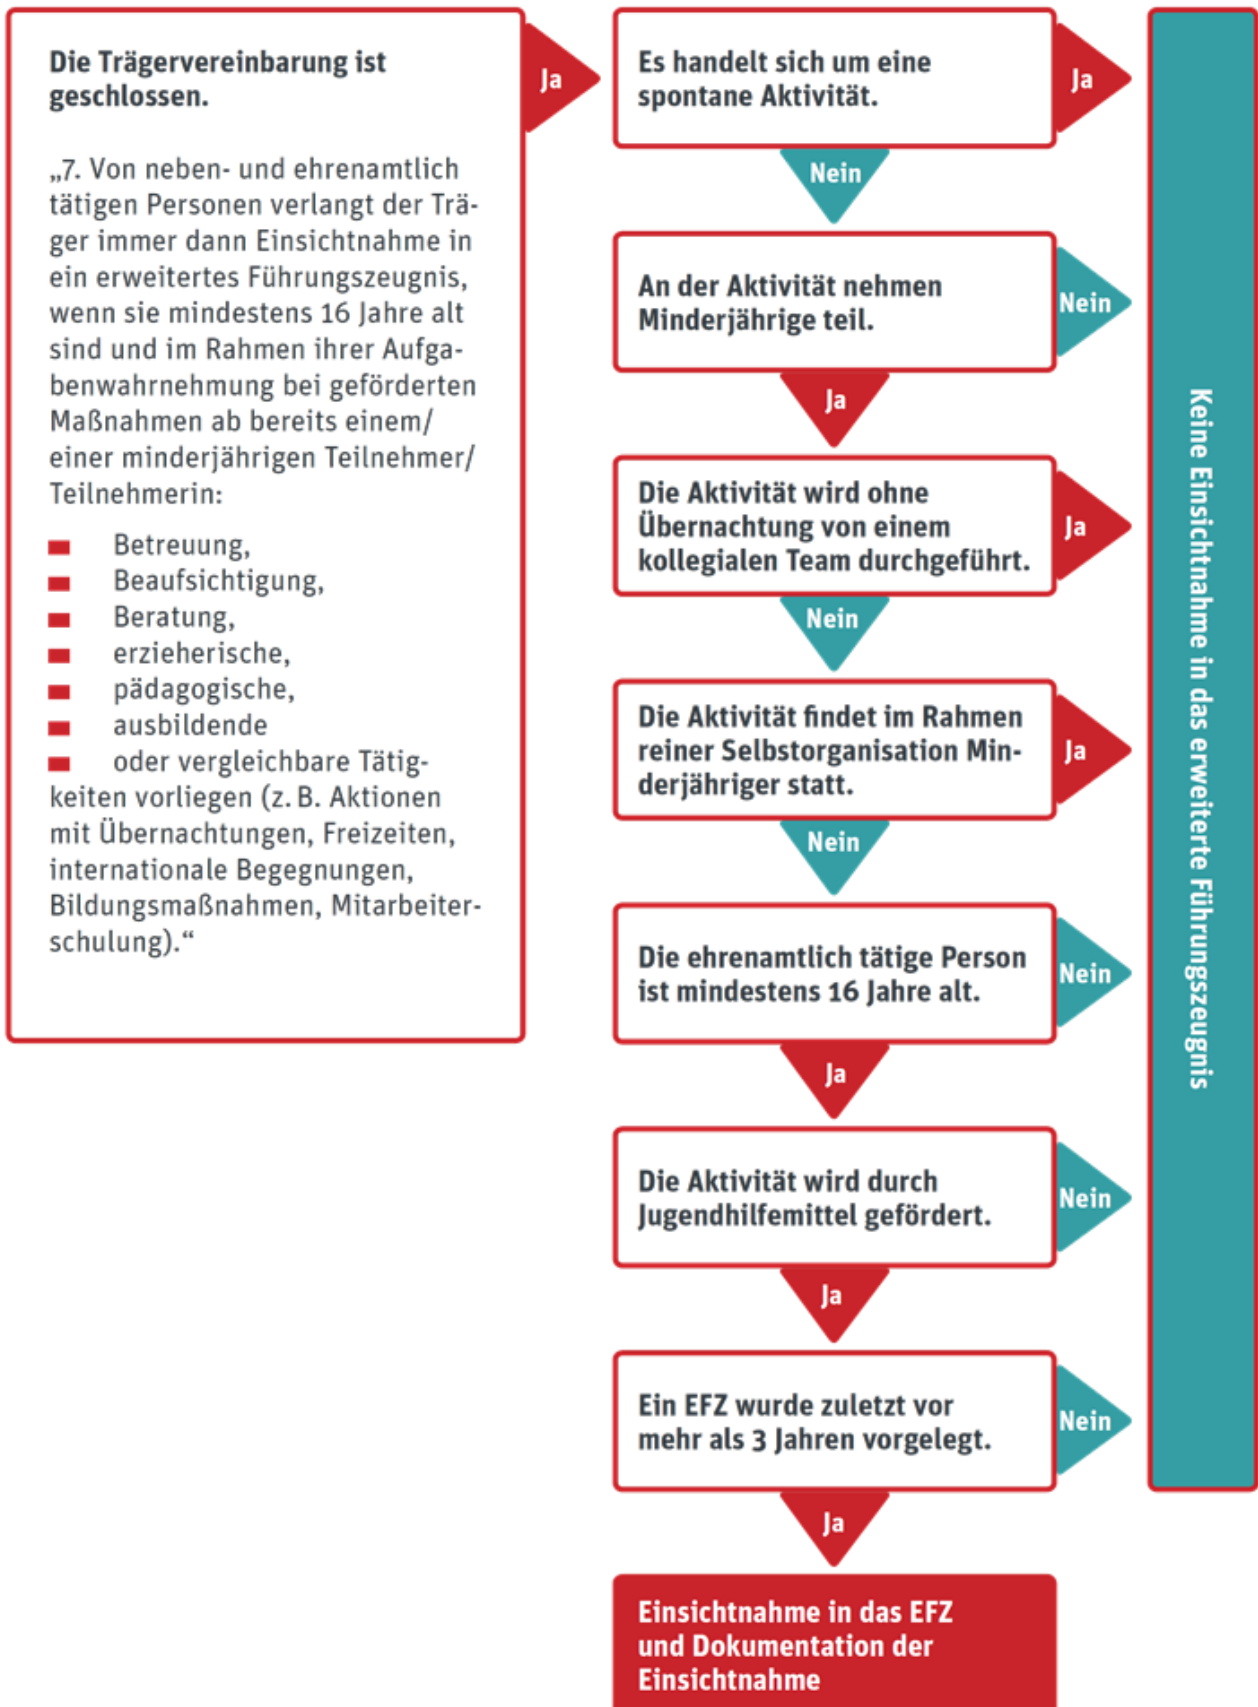 Die Trägervereinbarung ist
geschlossen.
„7. Von neben- und ehrenamtlich
tätigen Personen verlangt der Trä-
ger immer dann Einsichtnahme in
ein erweitertes Führungszeugnis,
wenn sie mindestens 16 Jahre alt
sind und im Rahmen ihrer Aufga-
benwahrnehmung bei geförderten
Maßnahmen ab bereits einem/
einer minderjährigen Teilnehmer/
Teilnehmerin:
Betreuung,
Beaufsichtigung,
Beratung,
erzieherische,
pädagogische,
ausbildende
oder vergleichbare Tätig-
keiten vorliegen (z. B. Aktionen
mit Übernachtungen, Freizeiten,
internationale Begegnungen,
Bildungsmaßnahmen, Mitarbeiter-
schulung).“
Ja
Es handelt sich um eine
spontane Aktivität.
Ja
Nein
An der Aktivität nehmen
Minderjährige teil.
Nein
Ja
Die Aktivität wird ohne
Übernachtung von einem
kollegialen Team durchgeführt.
Ja
Nein
Die Aktivität findet im Rahmen
reiner Selbstorganisation Min-
derjähriger statt.
Ja
Nein
Die ehrenamtlich tätige Person
ist mindestens 16 Jahre alt.
Nein
Ja
Die Aktivität wird durch
Jugendhilfemittel gefördert.
Nein
Ja
Ein EFZ wurde zuletzt vor
mehr als 3 Jahren vorgelegt.
Nein
Ja
Einsichtnahme in das EFZ
und Dokumentation der
Einsichtnahme
Keine Einsichtnahme in das erweiterte Führungszeugnis